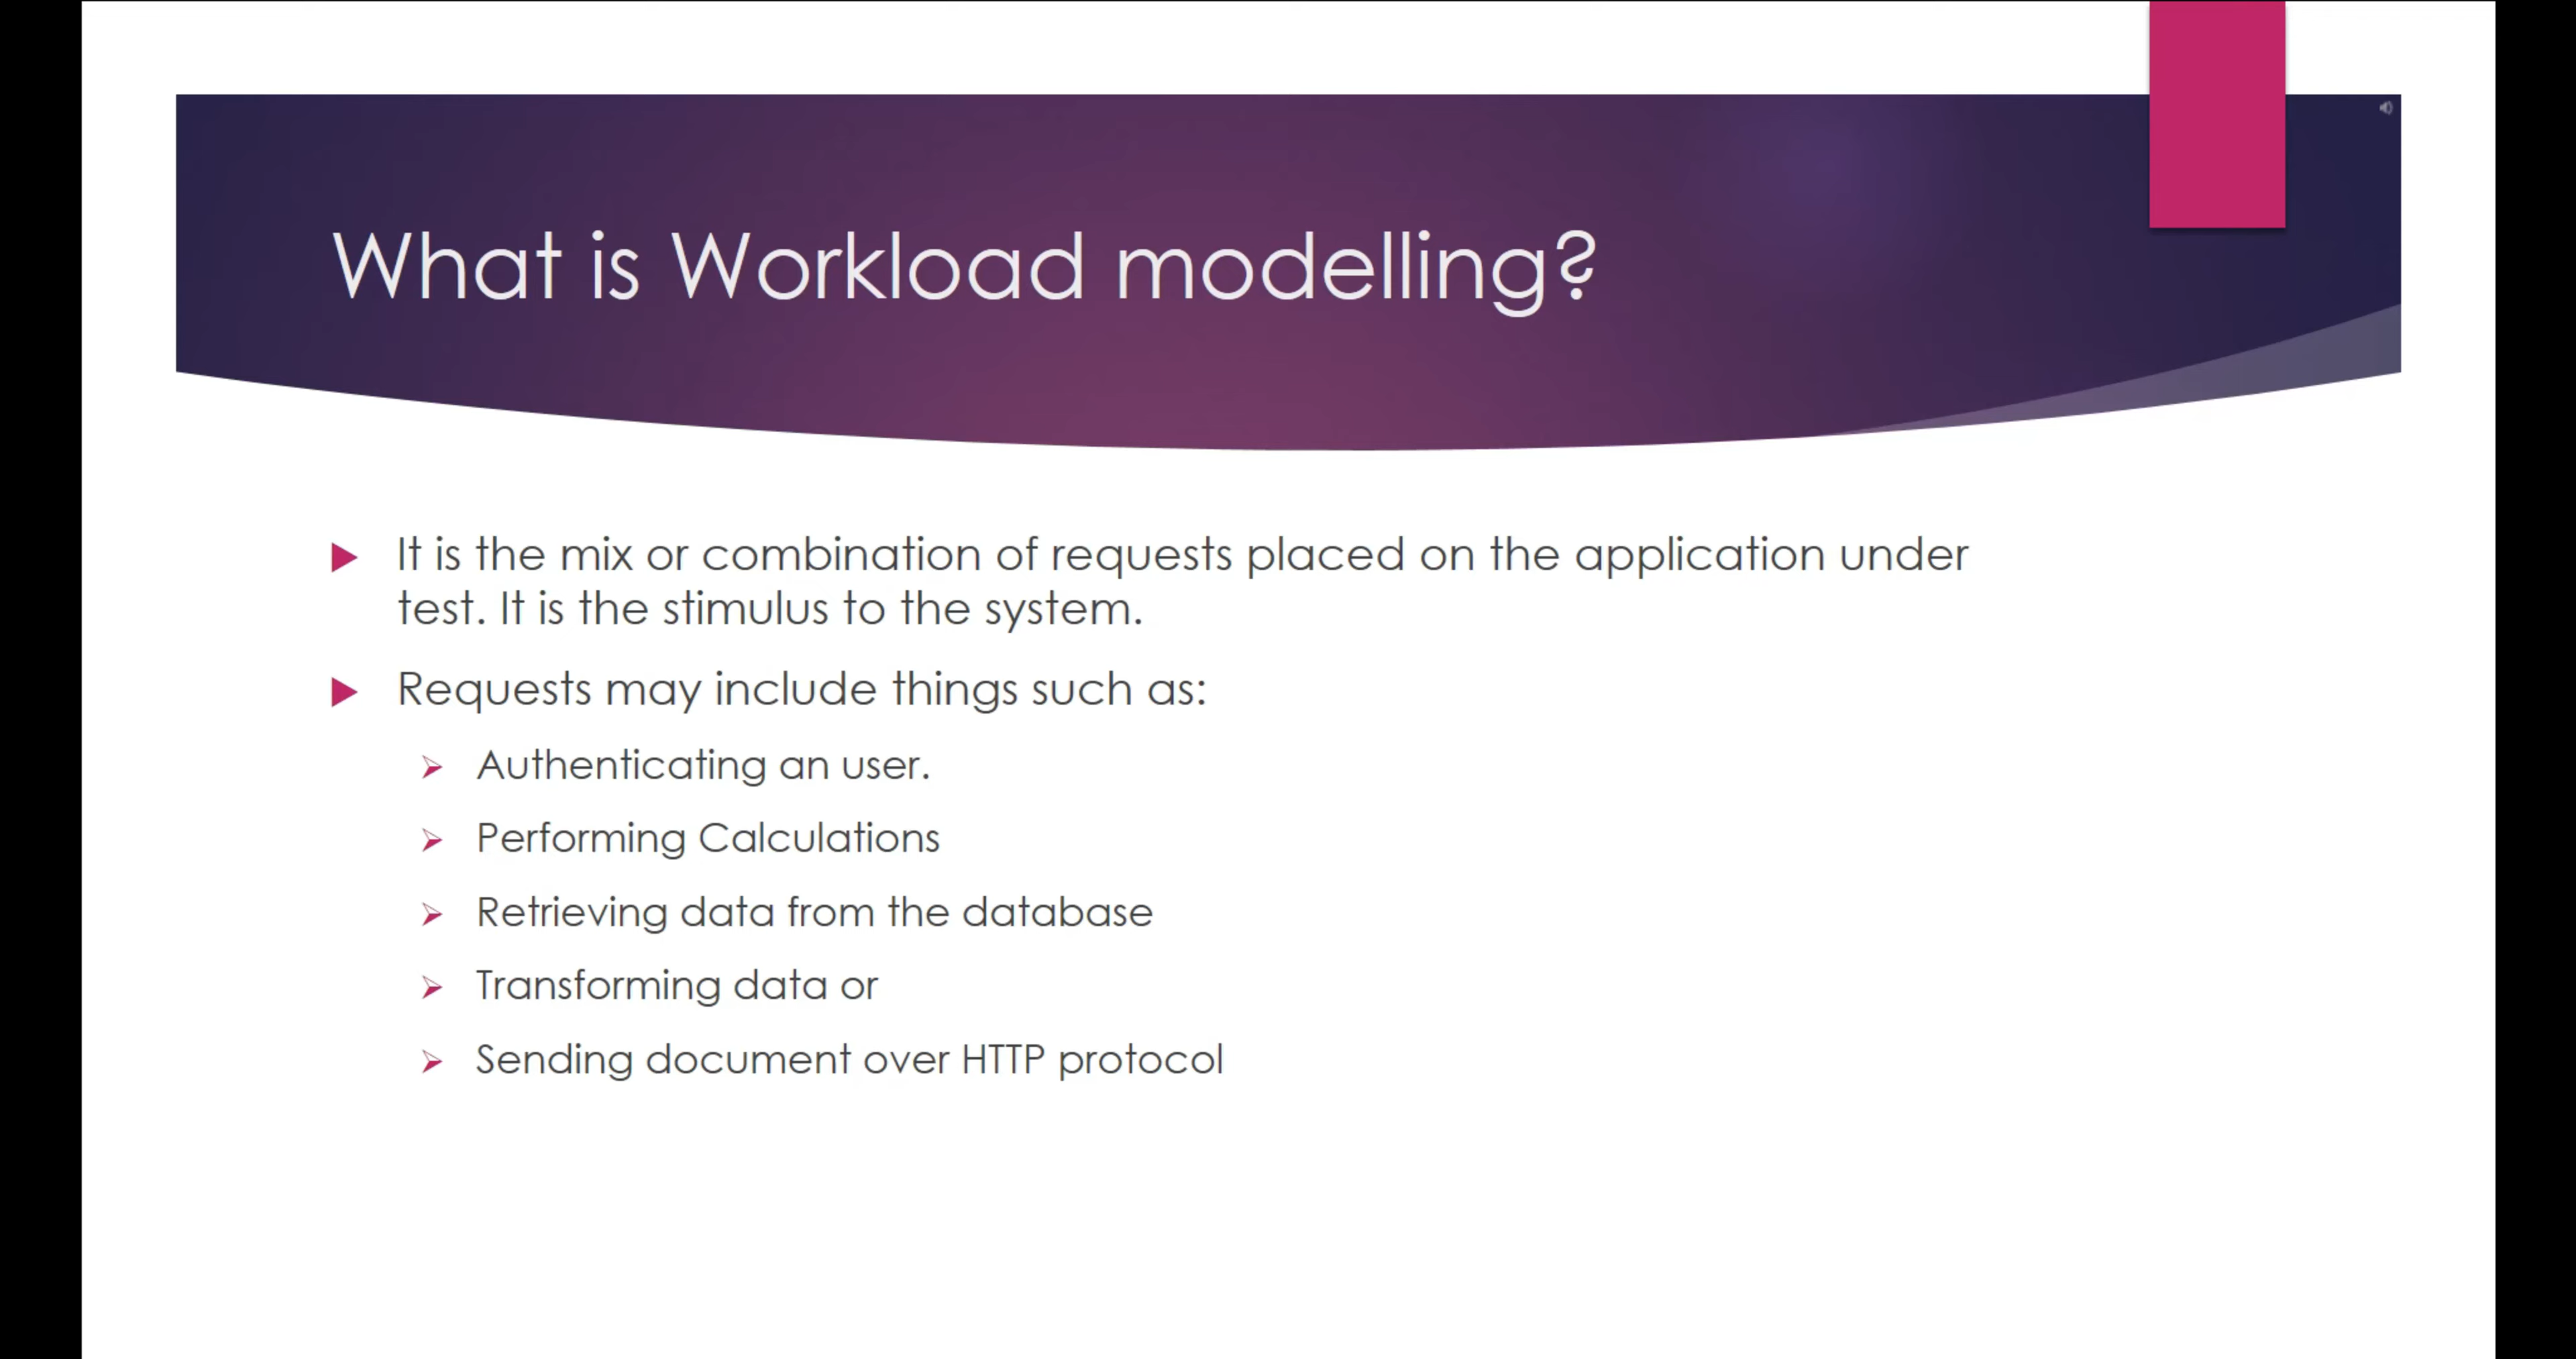 What is Workload modelling?
It is the mix or combination of requests placed on the application under
test. It is the stimulus to the system.
Requests may include things such as:
Authenticating an user.
Performing Calculations
Retrieving data from the database
Transforming data or
Sending document over HTTP protocol